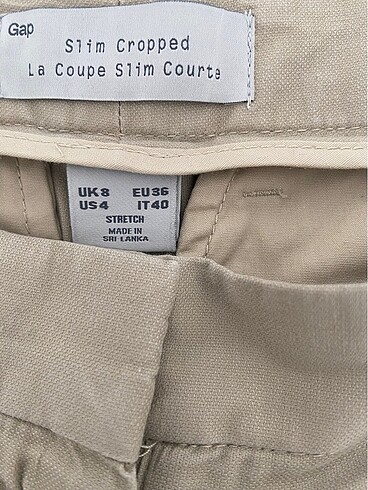 Gap
Slim Cropped
La Coupe Slim Courte
UK8 EU36
US4 IT40
STRETCH
MADE IN
SRI LANKA